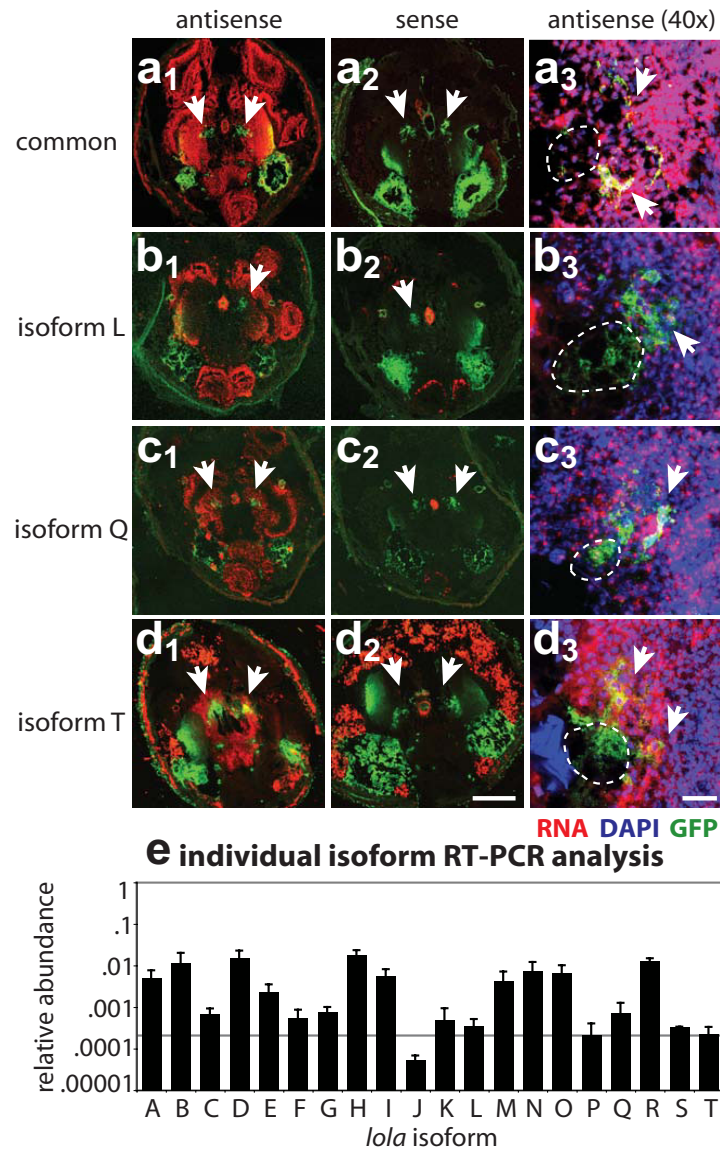 antisense sense antisense (40x)
common a1 a2 a3
isoform L b1 b2 b3
isoform Q c1 c2 c3
isoform T d1 d2 d3
RNA DAPI GFP
e individual isoform RT-PCR analysis
relative abundance
1
.1
.01
.001
.0001
.00001
A B C D E F G H I J K L M N O P Q R S T
lola isoform